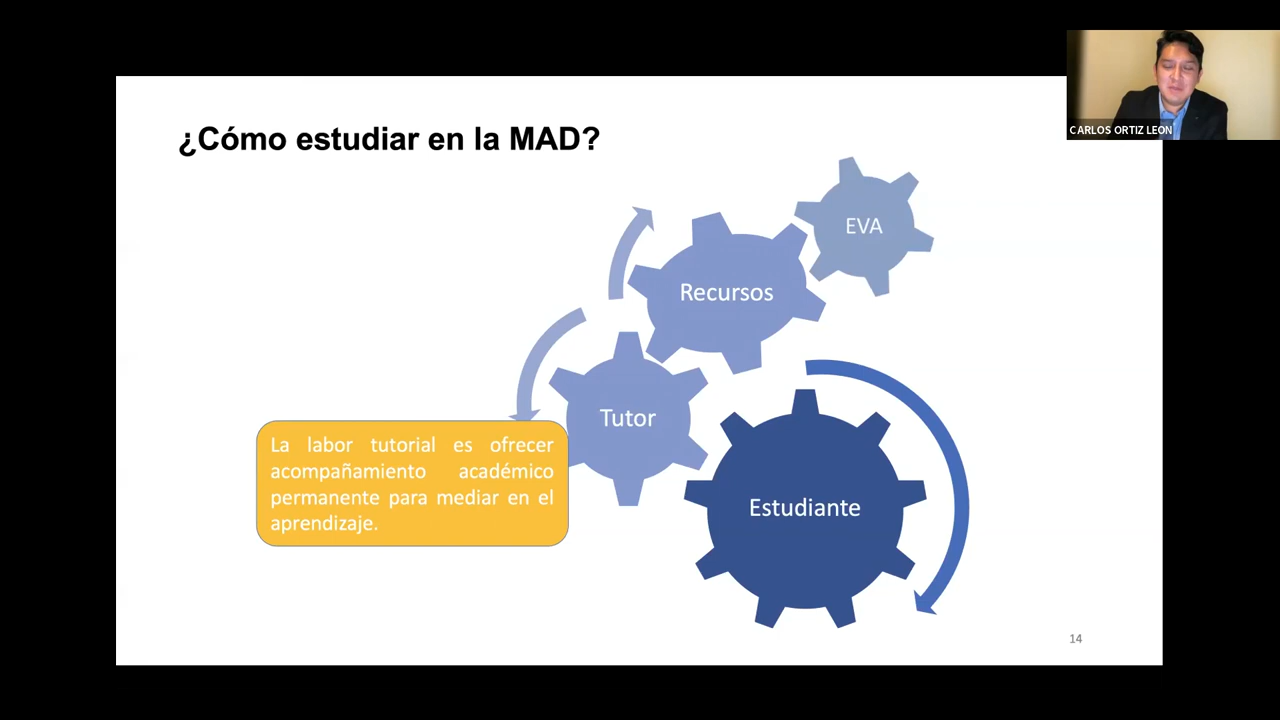 CARLOS ORTIZ LEON
¿Cómo estudiar en la MAD?
EVA
Recursos
Tutor
La labor tutorial es ofrecer
acompañamiento académico
permanente para mediar en el
aprendizaje.
Estudiante
14